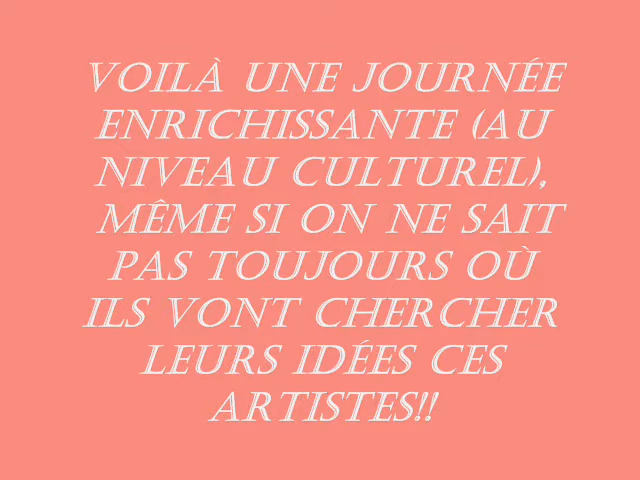 VOILÀ UNE JOURNÉE
ENRICHISSANTE (AU
NIVEAU CULTUREL),
MÊME SI ON NE SAIT
PAS TOUJOURS OÙ
ILS VONT CHERCHER
LEURS IDÉES CES
ARTISTES!!